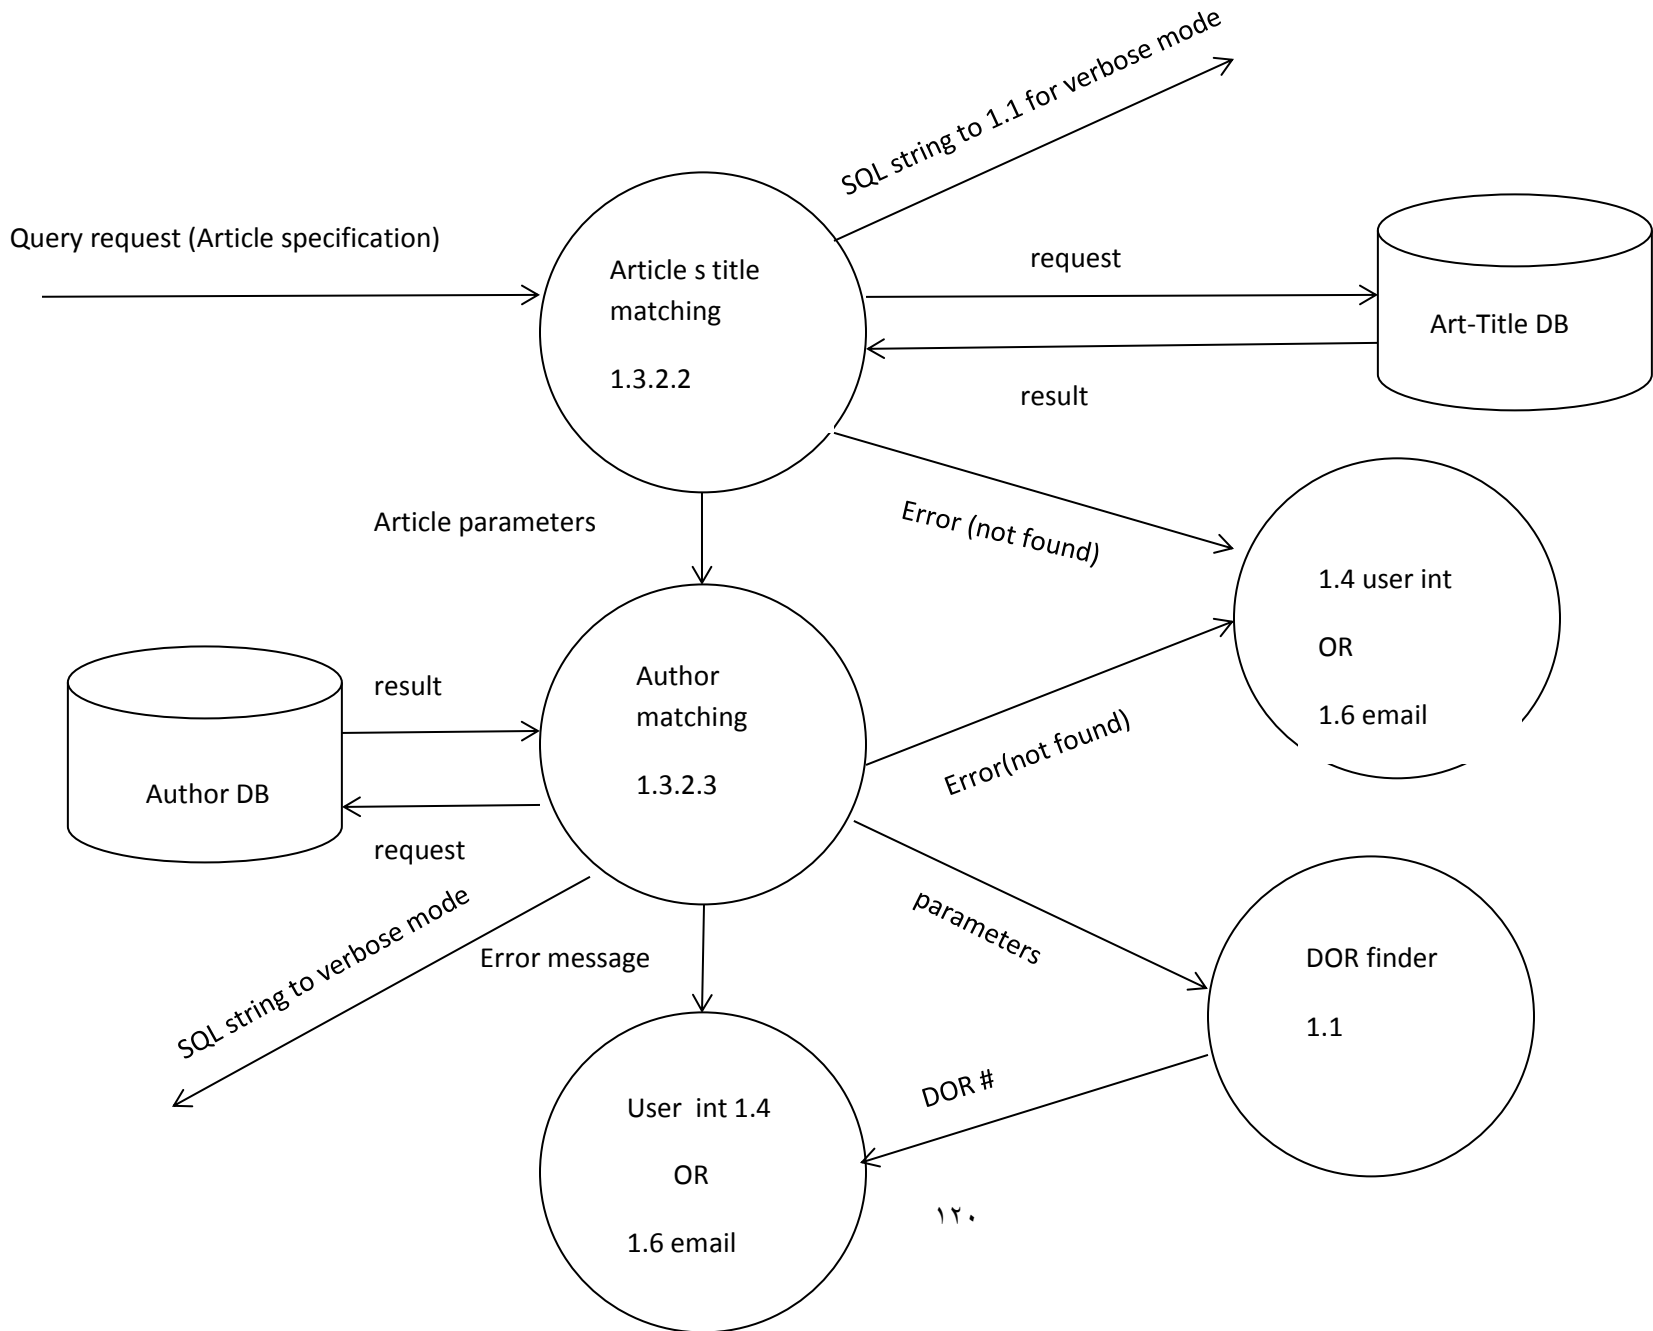 SQL string to 1.1 for verbose mode
Query request (Article specification)
Article s title
matching
1.3.2.2
request
Art-Title DB
result
Article parameters
Error (not found)
1.4 user int
OR
1.6 email
Author
matching
1.3.2.3
result
Author DB
request
Error(not found)
SQL string to verbose mode
Error message
parameters
DOR finder
1.1
DOR #
User int 1.4
OR
1.6 email
۱۲۰